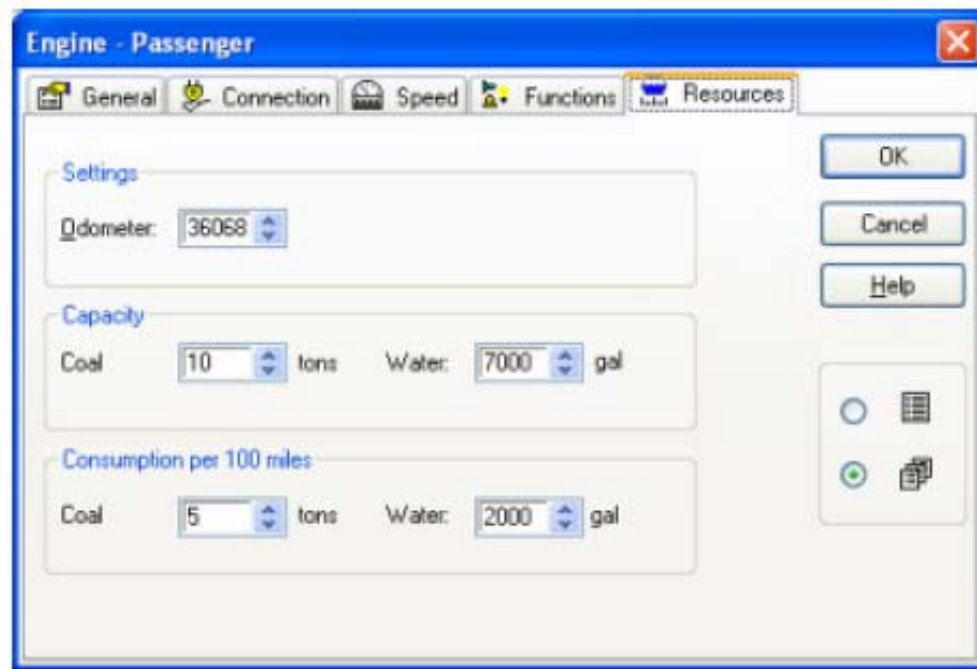 Engine - Passenger
General Connection Speed Functions Resources
Settings
Odometer: 36068
Capacity
Coal 10 tons Water: 7000 gal
Consumption per 100 miles
Coal 5 tons Water: 2000 gal
OK
Cancel
Help